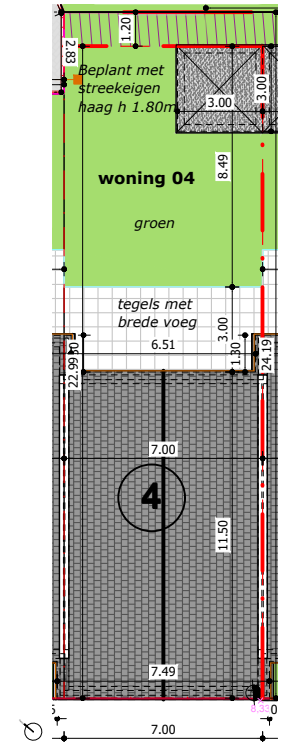 1.20
2.83
Beplant met
streekeigen
haag h 1.80m
3.00
3.00
8.49
woning 04
groen
tegels met
brede voeg
3.00
6.51
1.30
24.19
22.99
7.00
4
11.50
7.49
8.33
7.00